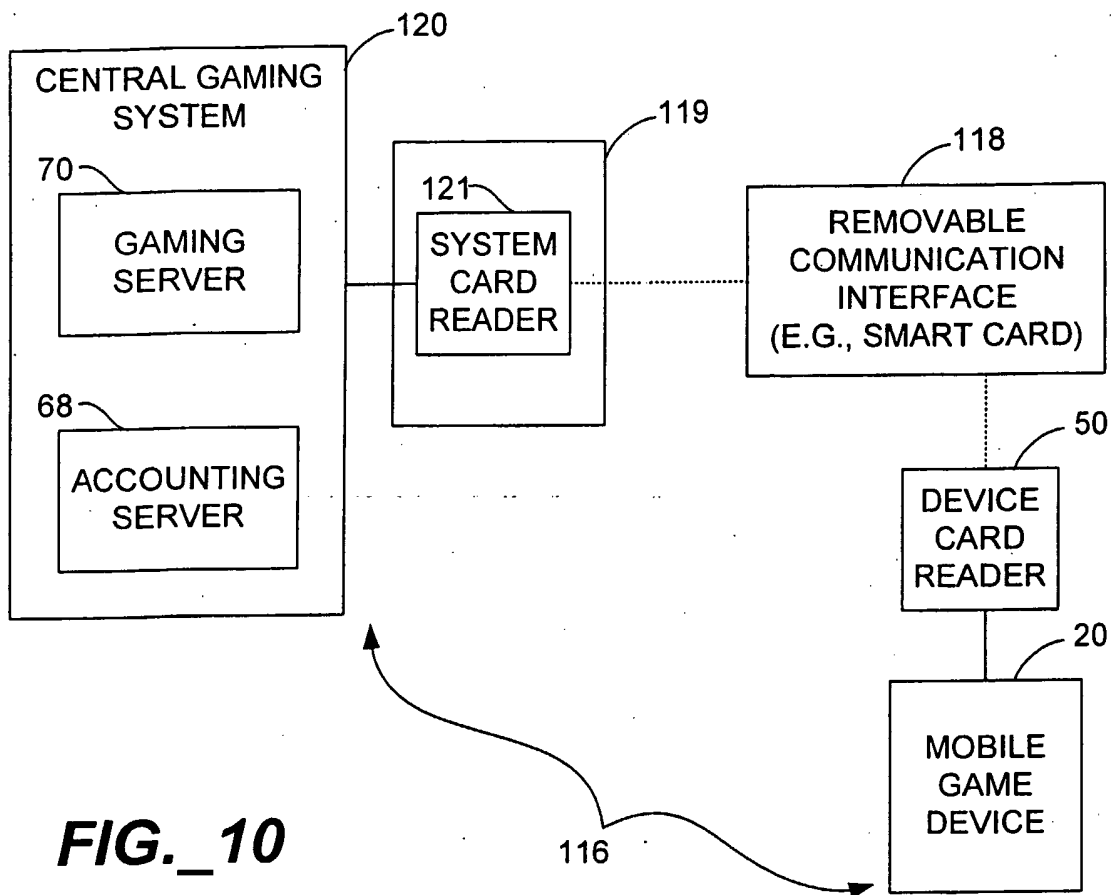 120
CENTRAL GAMING
SYSTEM
70
GAMING
SERVER
68
ACCOUNTING
SERVER
119
121
SYSTEM
CARD
READER
118
REMOVABLE
COMMUNICATION
INTERFACE
(E.G., SMART CARD)
50
DEVICE
CARD
READER
20
MOBILE
GAME
DEVICE
116
FIG._10